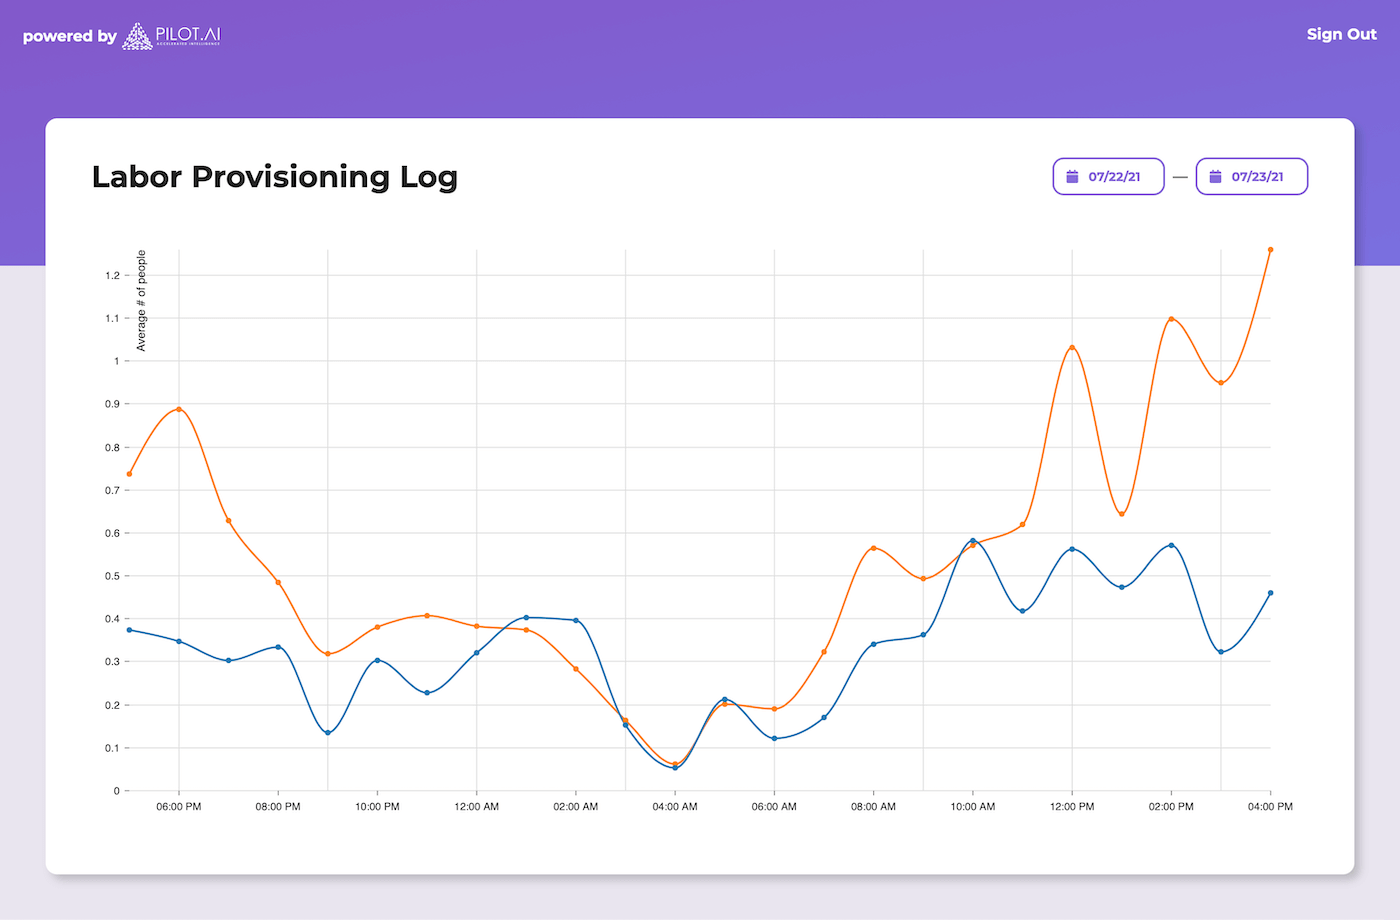 powered by PILOT.AI
ACCELERATED INTELLIGENCE
Sign Out
Labor Provisioning Log
07/22/21 — 07/23/21
Average # of people
1.2
1.1
1
0.9
0.8
0.7
0.6
0.5
0.4
0.3
0.2
0.1
0
06:00 PM 08:00 PM 10:00 PM 12:00 AM 02:00 AM 04:00 AM 06:00 AM 08:00 AM 10:00 AM 12:00 PM 02:00 PM 04:00 PM